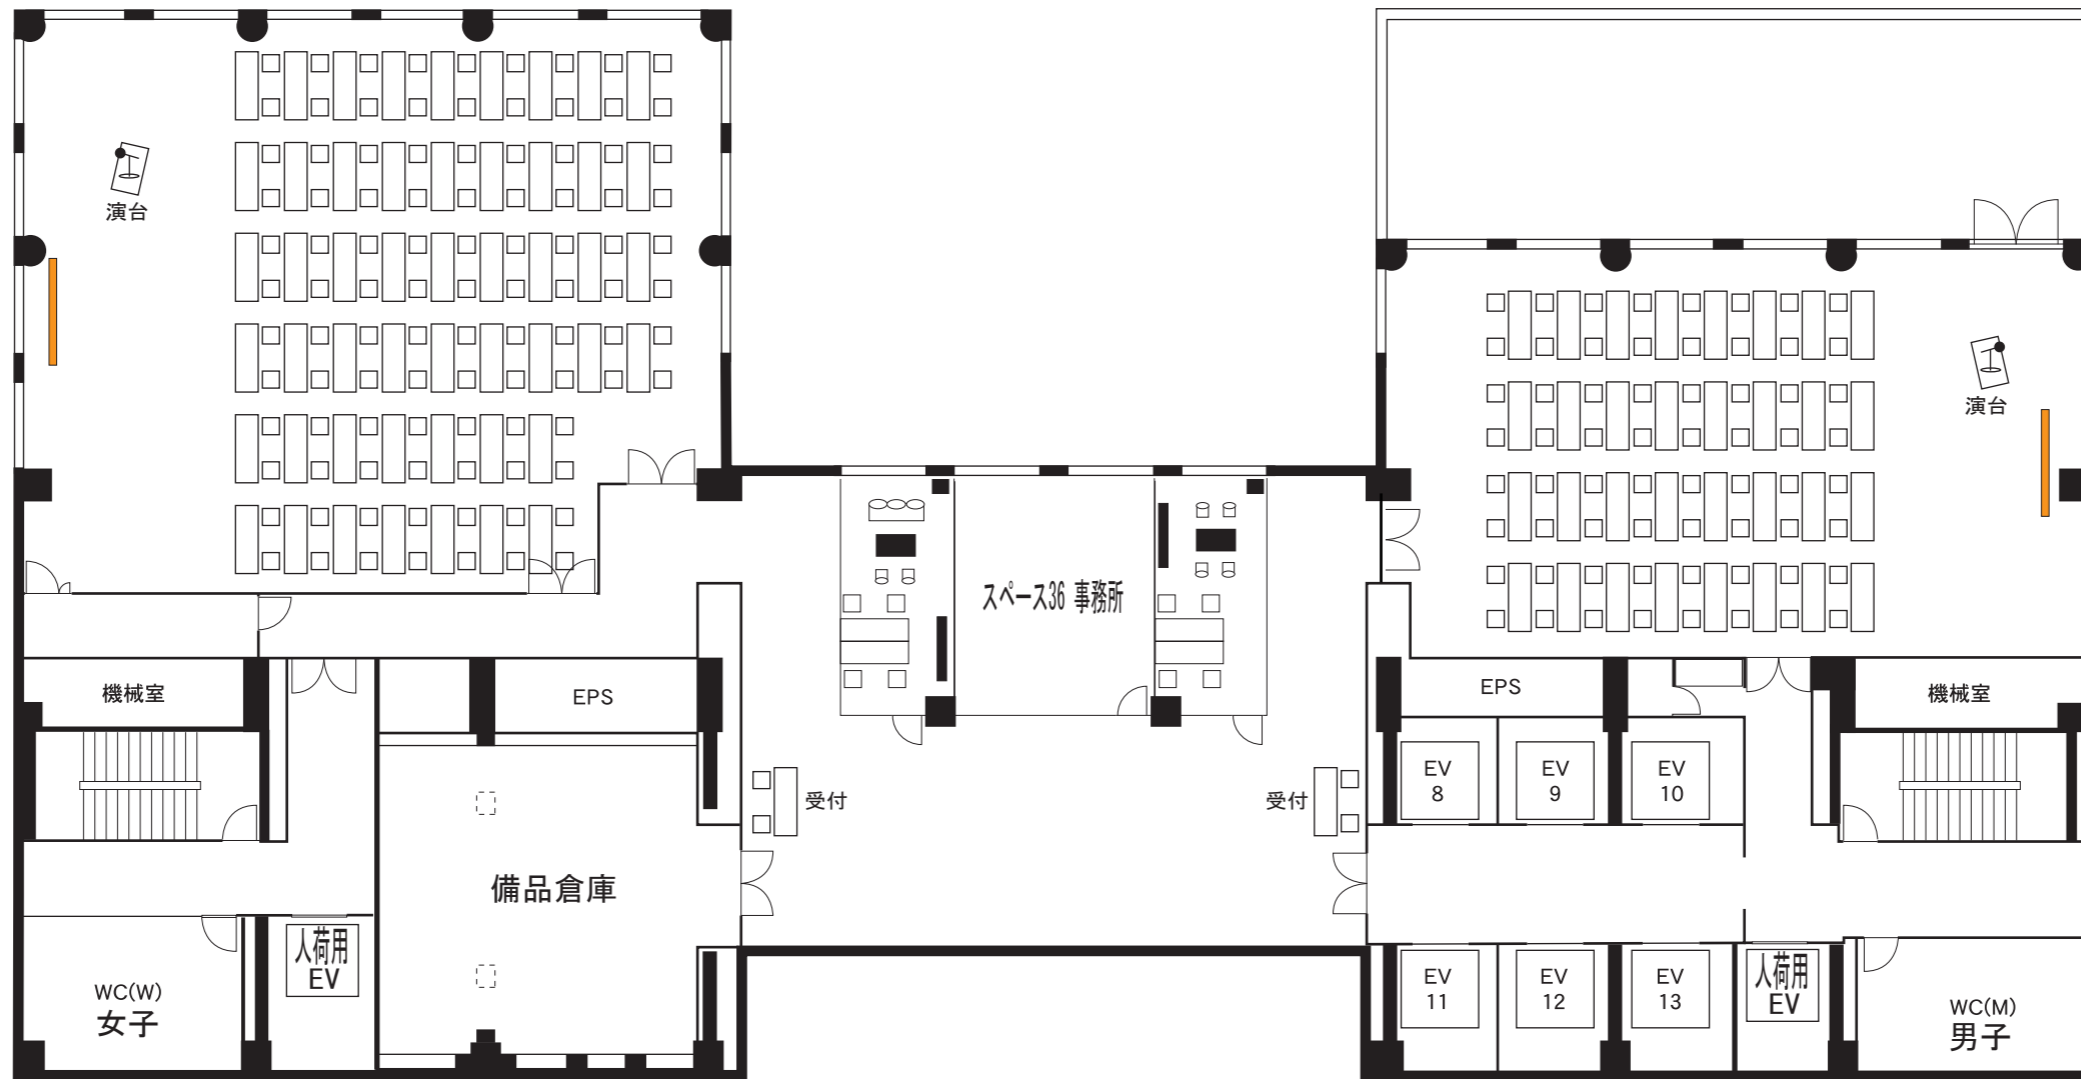 演台
演台
スペース36 事務所
機械室
EPS
EPS
機械室
EV
8
EV
9
EV
10
受付
受付
備品倉庫
人荷用
EV
WC(W)
女子
EV
11
EV
12
EV
13
人荷用
EV
WC(M)
男子